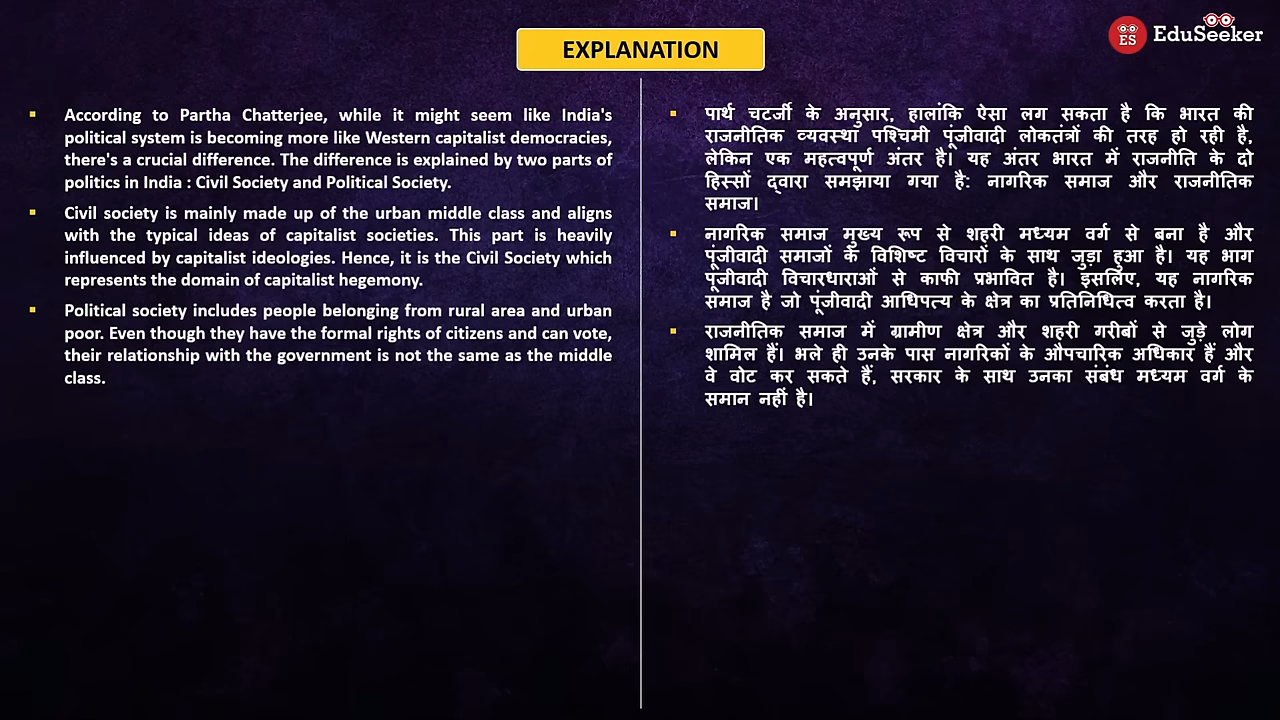 EXPLANATION
ES
EduSeeker
▪ According to Partha Chatterjee, while it might seem like India's
political system is becoming more like Western capitalist democracies,
there's a crucial difference. The difference is explained by two parts of
politics in India : Civil Society and Political Society.
▪ Civil society is mainly made up of the urban middle class and aligns
with the typical ideas of capitalist societies. This part is heavily
influenced by capitalist ideologies. Hence, it is the Civil Society which
represents the domain of capitalist hegemony.
▪ Political society includes people belonging from rural area and urban
poor. Even though they have the formal rights of citizens and can vote,
their relationship with the government is not the same as the middle
class.
▪ पार्थ चटर्जी के अनुसार, हालांकि ऐसा लग सकता है कि भारत की
राजनीतिक व्यवस्था पश्चिमी पूंजीवादी लोकतंत्रों की तरह हो रही है,
लेकिन एक महत्वपूर्ण अंतर है। यह अंतर भारत में राजनीति के दो
हिस्सों द्वारा समझाया गया है: नागरिक समाज और राजनीतिक
समाज।
▪ नागरिक समाज मुख्य रूप से शहरी मध्यम वर्ग से बना है और
पूंजीवादी समाजों के विशिष्ट विचारों के साथ जुड़ा हुआ है। यह भाग
पूंजीवादी विचारधाराओं से काफी प्रभावित है। इसलिए, यह नागरिक
समाज है जो पूंजीवादी आधिपत्य के क्षेत्र का प्रतिनिधित्व करता है।
▪ राजनीतिक समाज में ग्रामीण क्षेत्र और शहरी गरीबों से जुड़े लोग
शामिल हैं। भले ही उनके पास नागरिकों के औपचारिक अधिकार हैं और
वे वोट कर सकते हैं, सरकार के साथ उनका संबंध मध्यम वर्ग के
समान नहीं है।